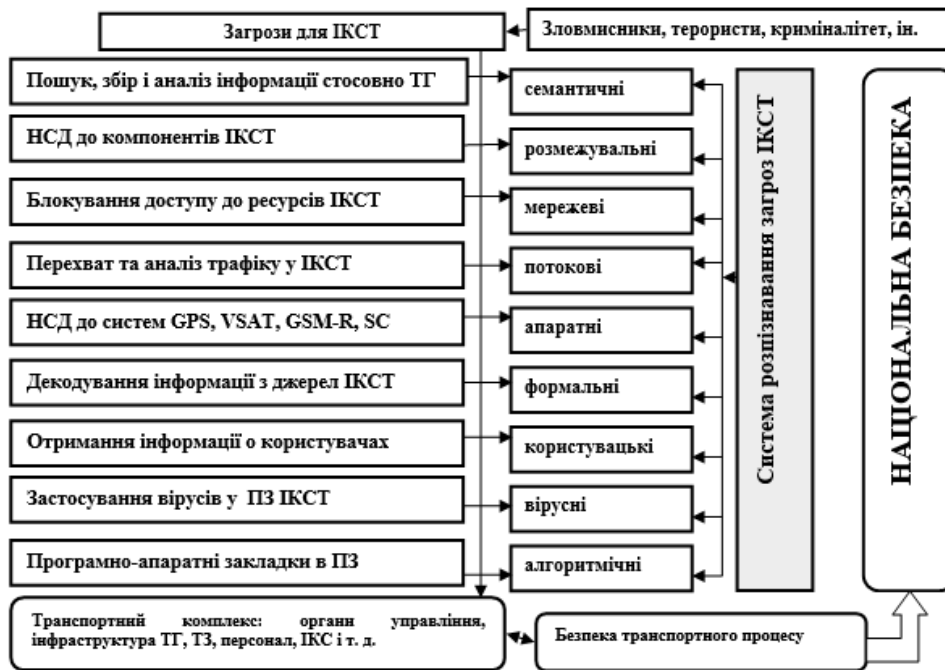 Загрози для ІКСТ
Зловмисники, терористи, криміналітет, ін.
Пошук, збір і аналіз інформації стосовно ТГ
семантичні
НСД до компонентів ІКСТ
розмежувальні
Блокування доступу до ресурсів ІКСТ
мережеві
Перехват та аналіз трафіку у ІКСТ
потокові
НСД до систем GPS, VSAT, GSM-R, SC
апаратні
Декодування інформації з джерел ІКСТ
формальні
Отримання інформації о користувачах
користувацькі
Застосування вірусів у ПЗ ІКСТ
вірусні
Програмно-апаратні закладки в ПЗ
алгоритмічні
Система розпізнавання загроз ІКСТ
НАЦІОНАЛЬНА БЕЗПЕКА
Транспортний комплекс: органи управління,
інфраструктура ТГ, ТЗ, персонал, ІКС і т. д.
Безпека транспортного процесу